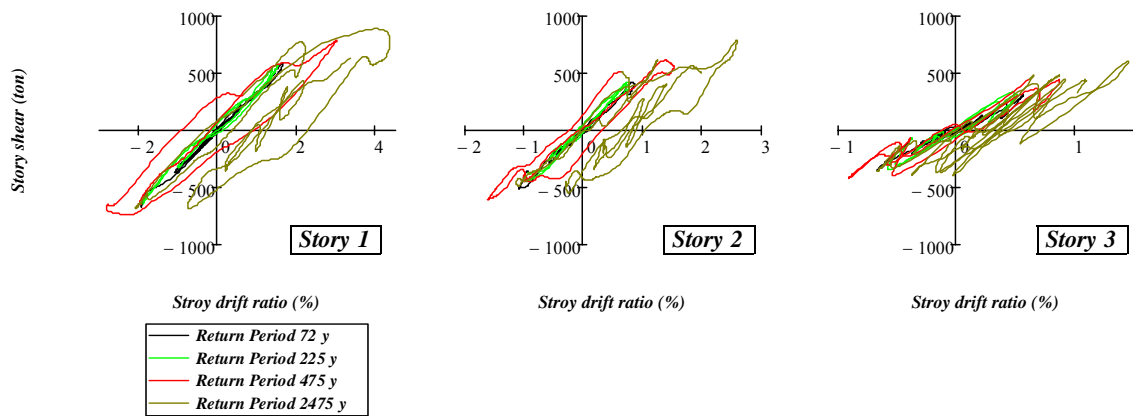 1000
1000
1000
500
500
500
Story shear (ton)
− 2
0
2
4
− 2
− 1
0
1
2
3
− 1
0
1
− 500
− 500
− 500
− 1000
Story 1
− 1000
Story 2
− 1000
Story 3
Stroy drift ratio (%)
Stroy drift ratio (%)
Stroy drift ratio (%)
Return Period 72 y
Return Period 225 y
Return Period 475 y
Return Period 2475 y